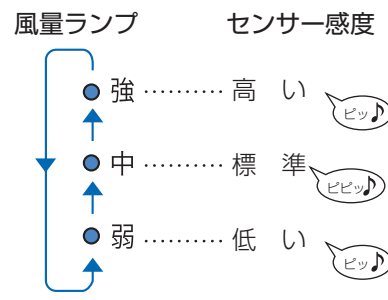 風量ランプ センサー感度
強 ………… 高 い ピッ♪
中 ………… 標 準 ピピッ♪
弱 ………… 低 い ピッ♪